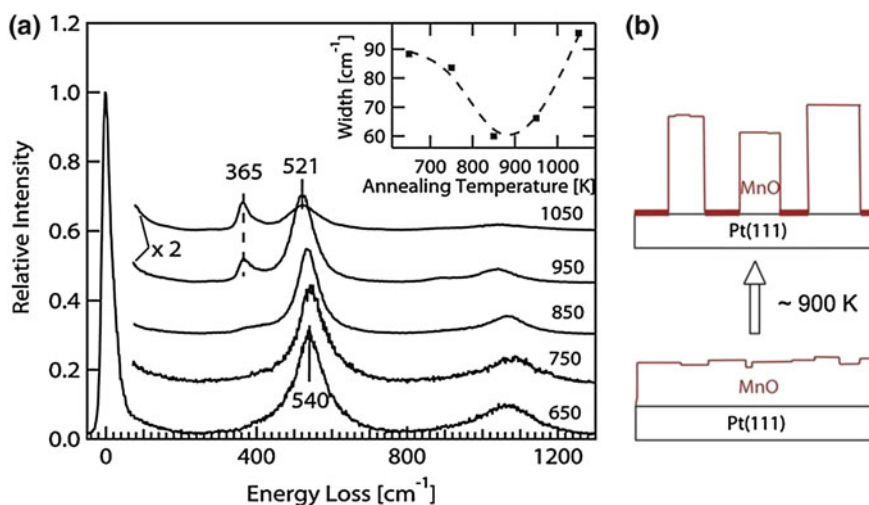 (a)
1.2
1.0
0.8
0.6
0.4
0.2
0.0
Relative Intensity
0
400
800
1200
Energy Loss [cm-1]
365
521
540
x 2
1050
950
850
750
650
90
80
70
60
Width [cm-1]
700
800
900
1000
Annealing Temperature [K]
(b)
MnO
Pt(111)
~ 900 K
MnO
Pt(111)